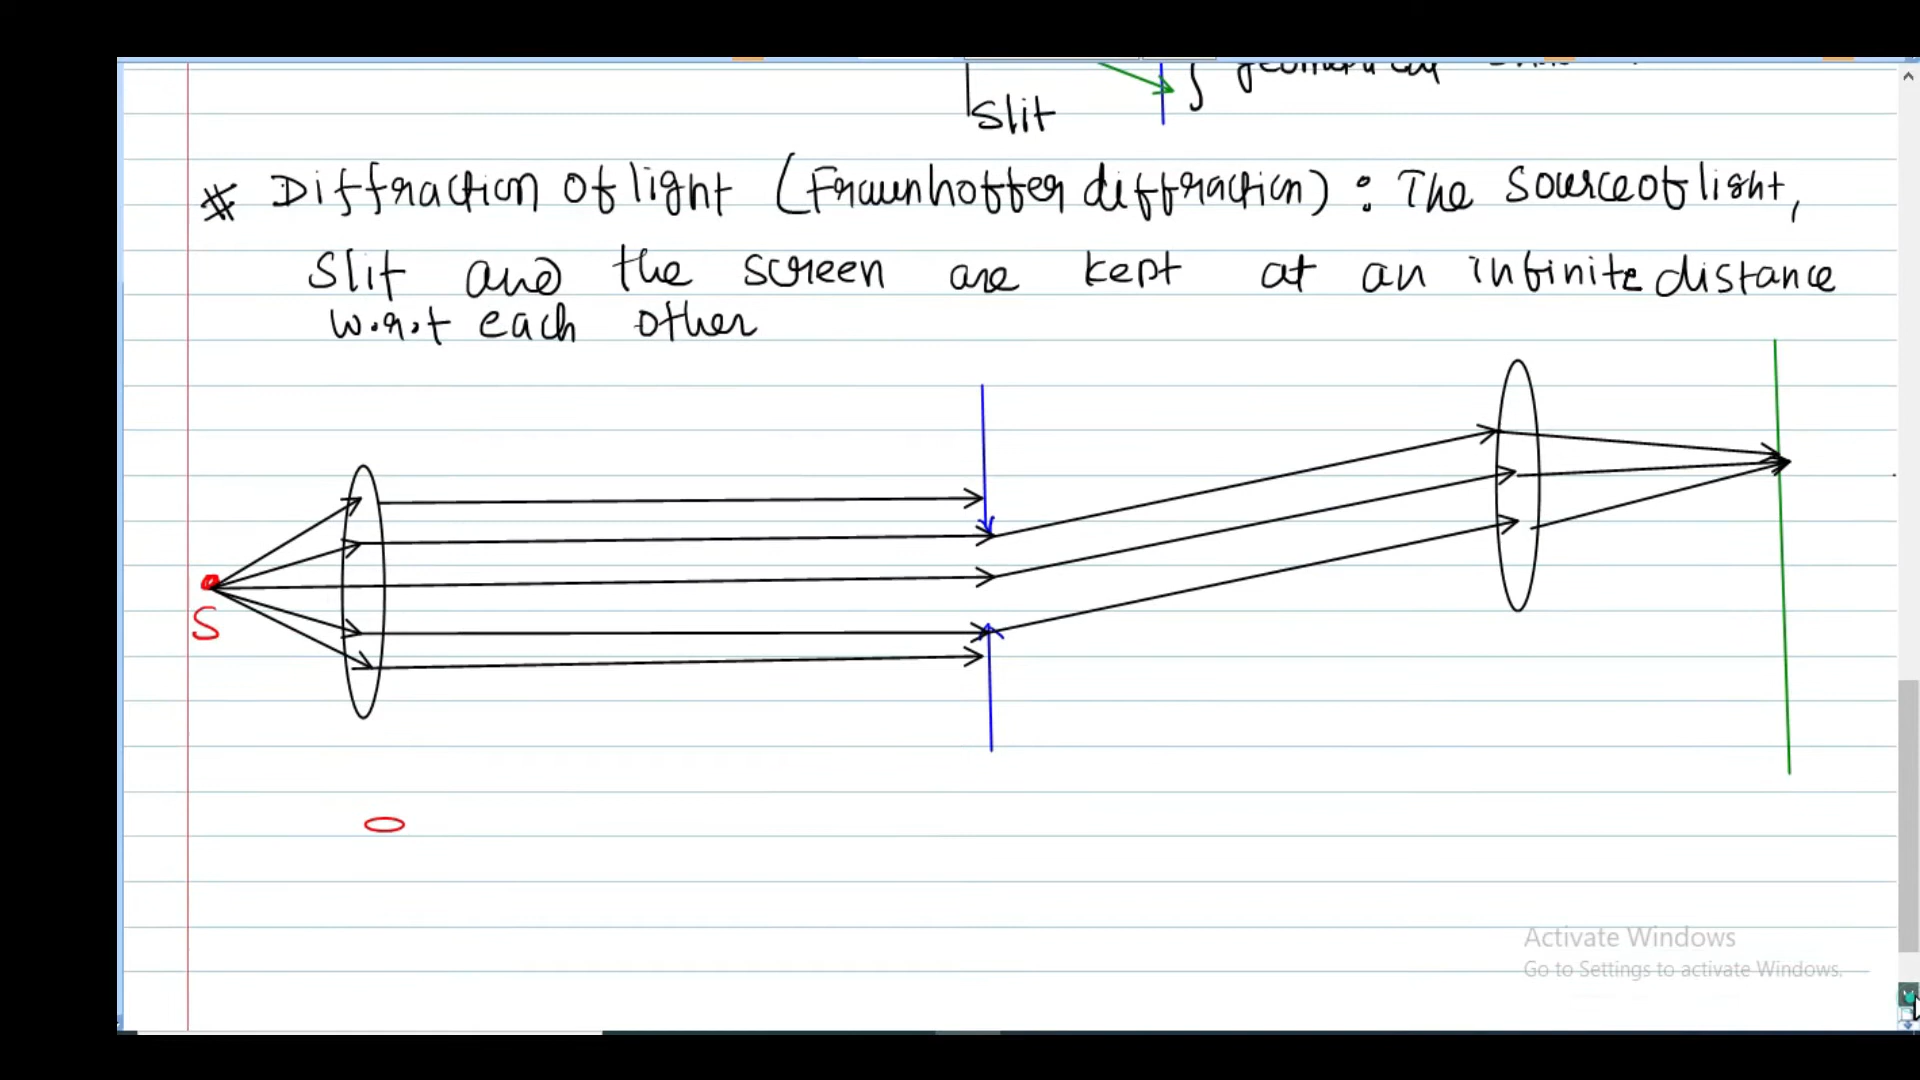 Slit
* Diffraction of light (Fraunhoffer diffraction) : The source of light,
slit and the screen are kept at an infinite distance
w.r.t each other
S
Activate Windows
Go to Settings to activate Windows.